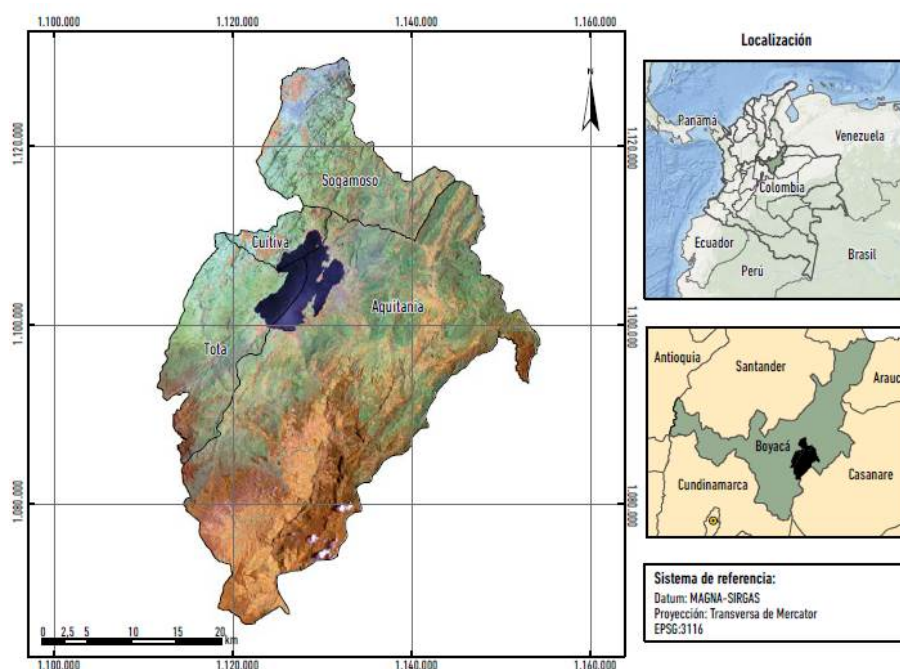 1.100.000
1.120.000
1.140.000
1.160.000
Localización
N
1.120.000
1.120.000
Sogamoso
Cuitiva
Aquitania
Tota
1.100.000
1.100.000
1.080.000
1.080.000
0 2,5 5 10 15 20
km
1.100.000
1.120.000
1.140.000
1.160.000
Panamá
Venezuela
Colombia
Ecuador
Perú
Brasil
Antioquia
Santander
Arauc
Boyacá
Cundinamarca
Casanare
Sistema de referencia:
Datum: MAGNA-SIRGAS
Proyección: Transversa de Mercator
EPSG:3116